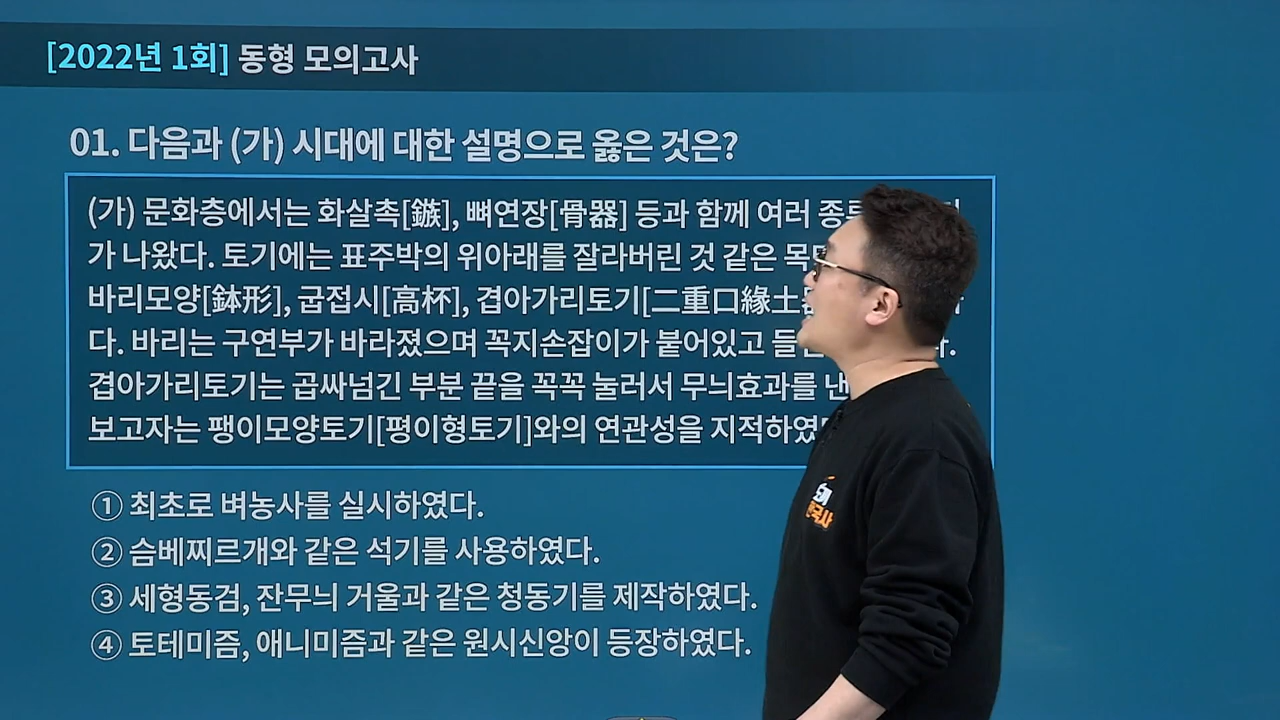 [2022년 1회] 동형 모의고사
01. 다음과 (가) 시대에 대한 설명으로 옳은 것은?
(가) 문화층에서는 화살촉[鏃], 뼈연장[骨器] 등과 함께 여러
가 나왔다. 토기에는 표주박의 위아래를 잘라버린 것 같은
바리모양[鉢形], 굽접시[高杯], 겹아가리토기[二重口緣土
다. 바리는 구연부가 바라졌으며 꼭지손잡이가 붙어있고
겹아가리토기는 곱싸넘긴 부분 끝을 꼭꼭 눌러서 무늬효과를
보고자는 팽이모양토기[평이형토기]와의 연관성을
① 최초로 벼농사를 실시하였다.
② 슴베찌르개와 같은 석기를 사용하였다.
③ 세형동검, 잔무늬 거울과 같은 청동기를 제작하였다.
④ 토테미즘, 애니미즘과 같은 원시신앙이 등장하였다.